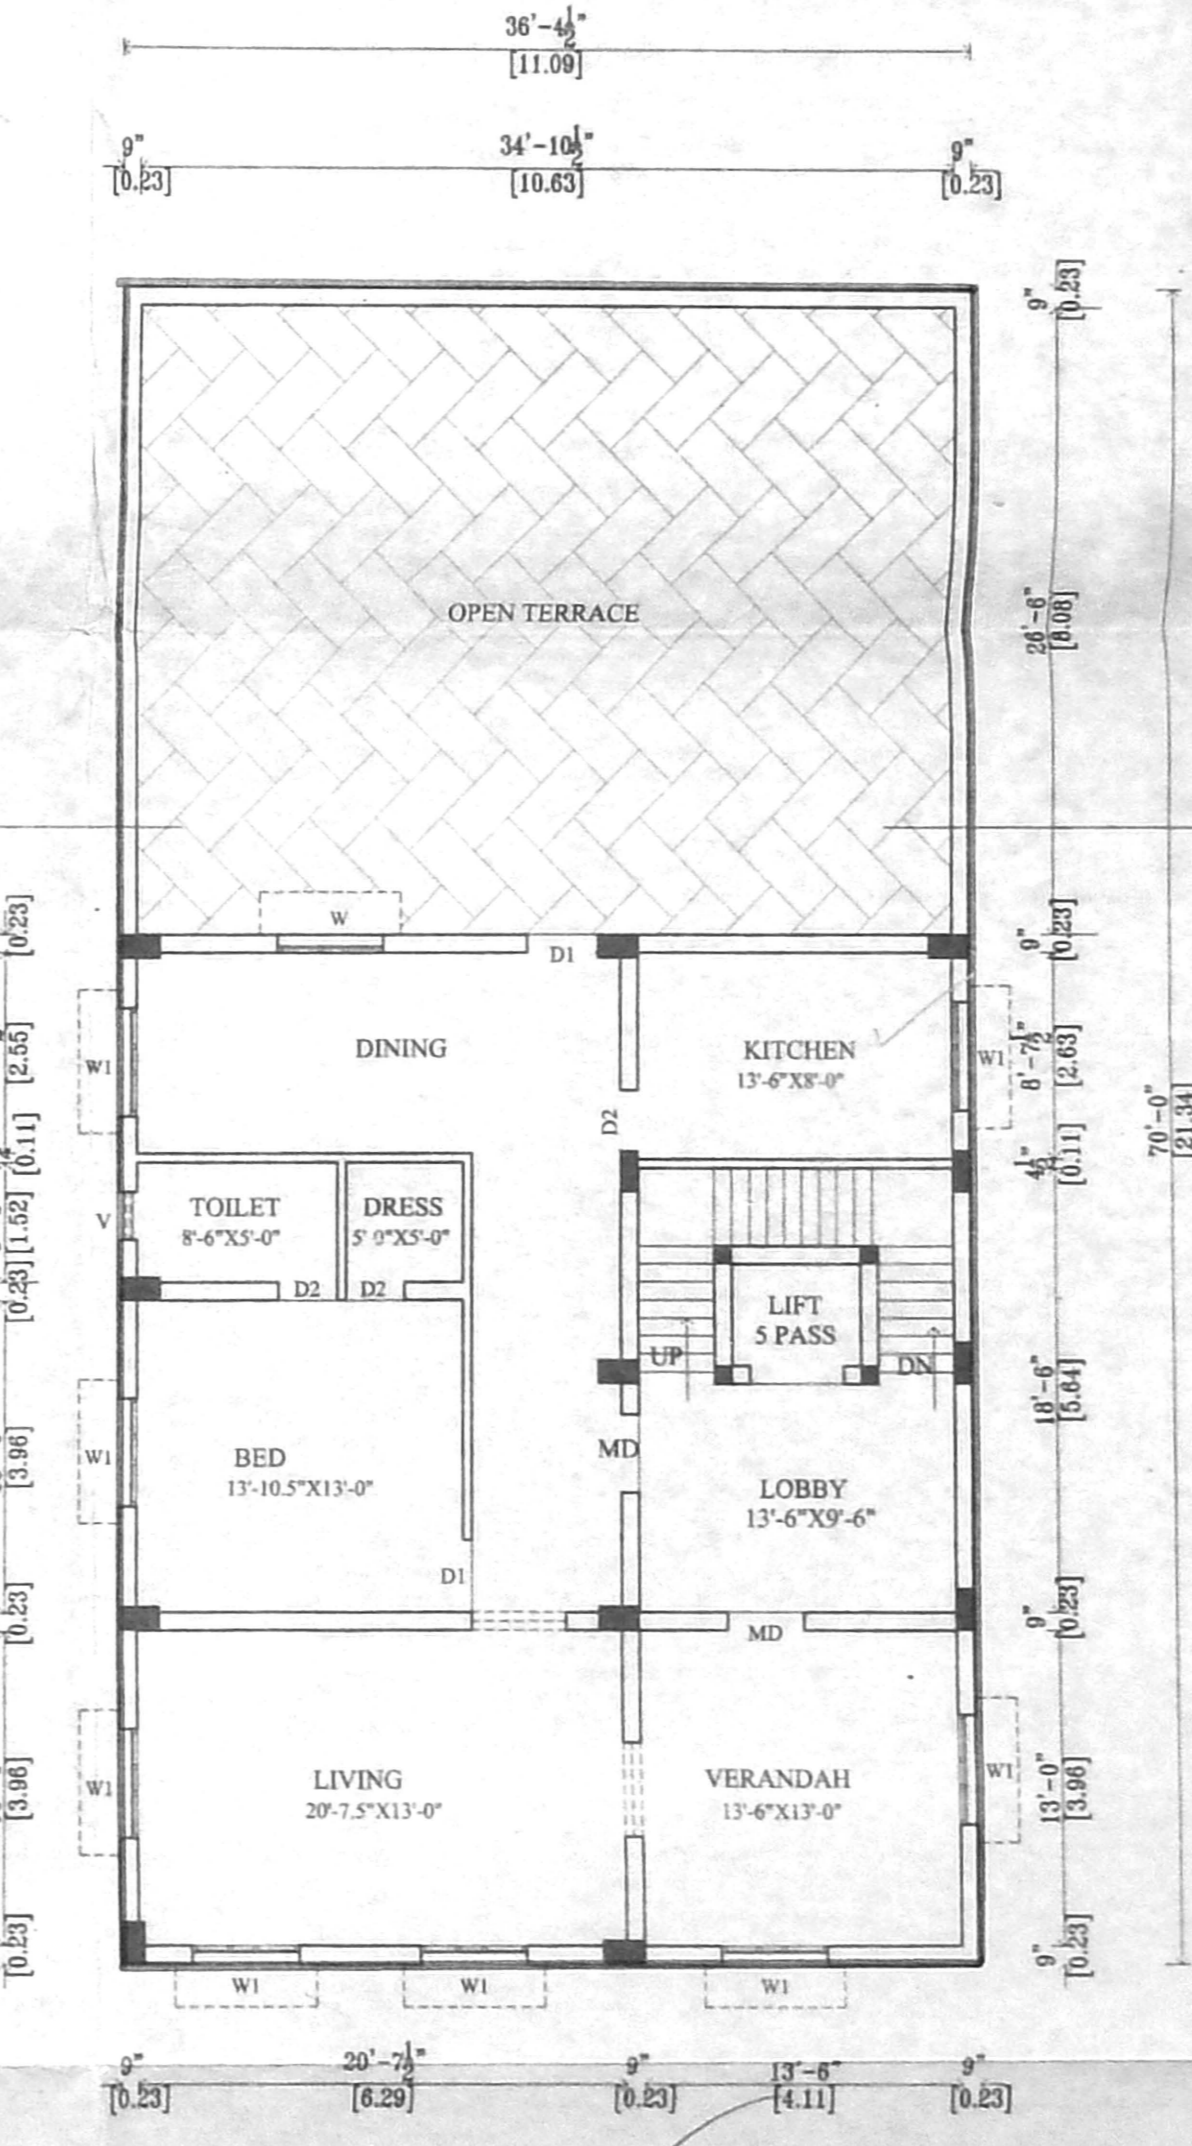 36'-4½"
[11.09]
9" 34'-10½" 9"
[0.23] [10.63] [0.23]
9"
[0.23]
OPEN TERRACE
26'-6"
[8.08]
W
D1
[0.23]
9"
[0.23]
DINING
KITCHEN
13'-6"X8'-0"
W1
W1
[2.55]
8'-7½"
[2.63]
D2
[0.11]
4½"
[0.11]
70'-0"
[21.34]
TOILET
8'-6"X5'-0"
DRESS
5'-0"X5'-0"
V
[1.52]
D2 D2
[0.23]
LIFT
5 PASS
UP
DN
18'-6"
[5.64]
MD
BED
13'-10.5"X13'-0"
W1
[3.96]
LOBBY
13'-6"X9'-6"
D1
[0.23]
MD
9"
[0.23]
LIVING
20'-7.5"X13'-0"
VERANDAH
13'-6"X13'-0"
W1
W1
[3.96]
13'-0"
[3.96]
[0.23]
9"
[0.23]
W1 W1 W1
9" 20'-7½" 9" 13'-6" 9"
[0.23] [6.29] [0.23] [4.11] [0.23]